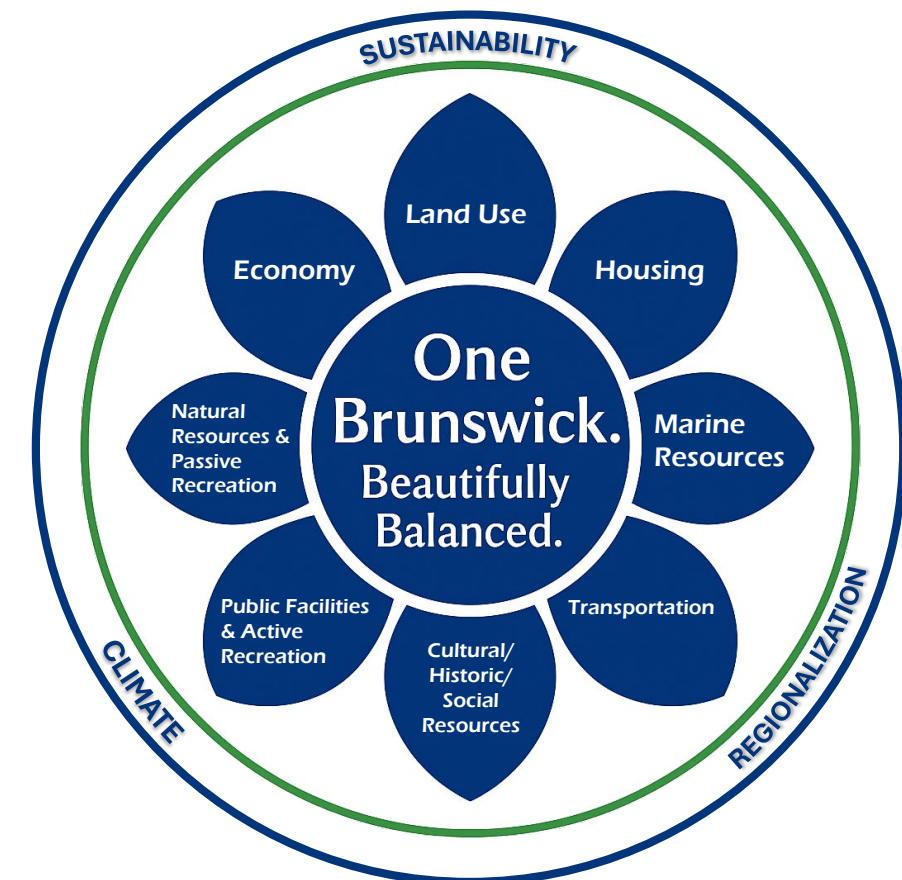 SUSTAINABILITY
Land Use
Economy
Housing
One
Brunswick.
Beautifully
Balanced.
Natural
Resources &
Passive
Recreation
Marine
Resources
Public Facilities
& Active
Recreation
Transportation
Cultural/
Historic/
Social
Resources
CLIMATE
REGIONALIZATION